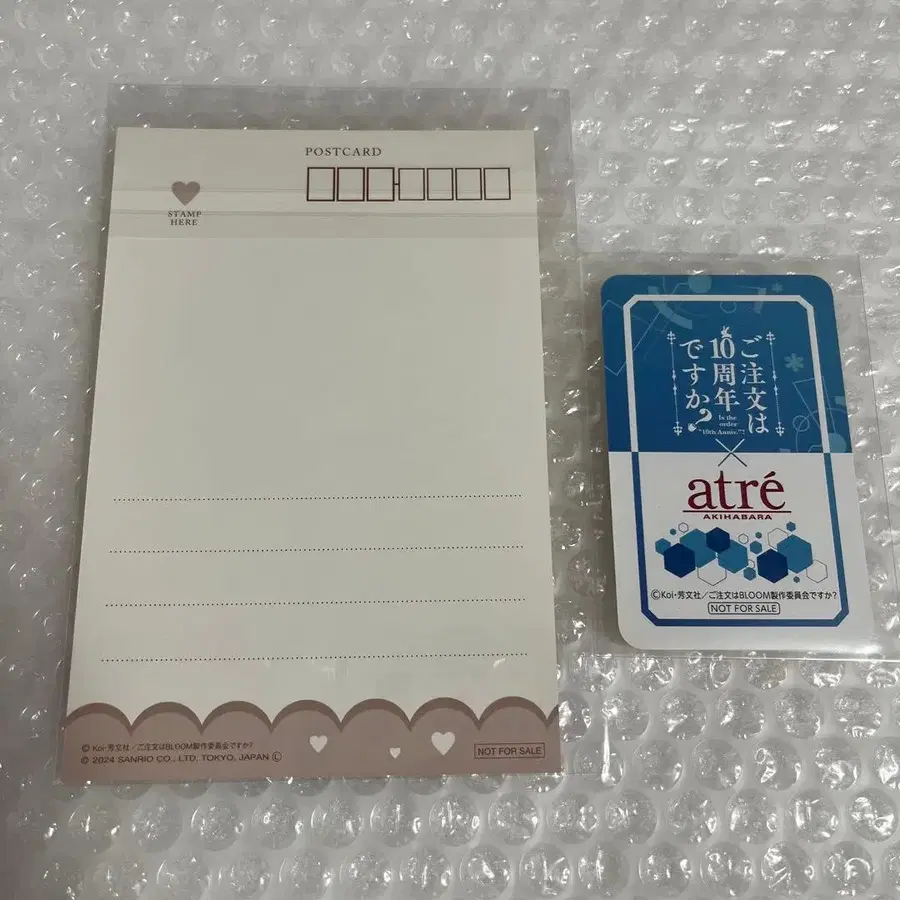 POSTCARD
STAMP
HERE
© Koi・芳文社／ご注文はBLOOM製作委員会ですか？
© 2024 SANRIO CO., LTD. TOKYO, JAPAN Ⓛ
NOT FOR SALE
ご注文は
10周年
ですか？
Is the
order
"10th Anniv."?
×
atré
AKIHABARA
©Koi・芳文社／ご注文はBLOOM製作委員会ですか？
NOT FOR SALE